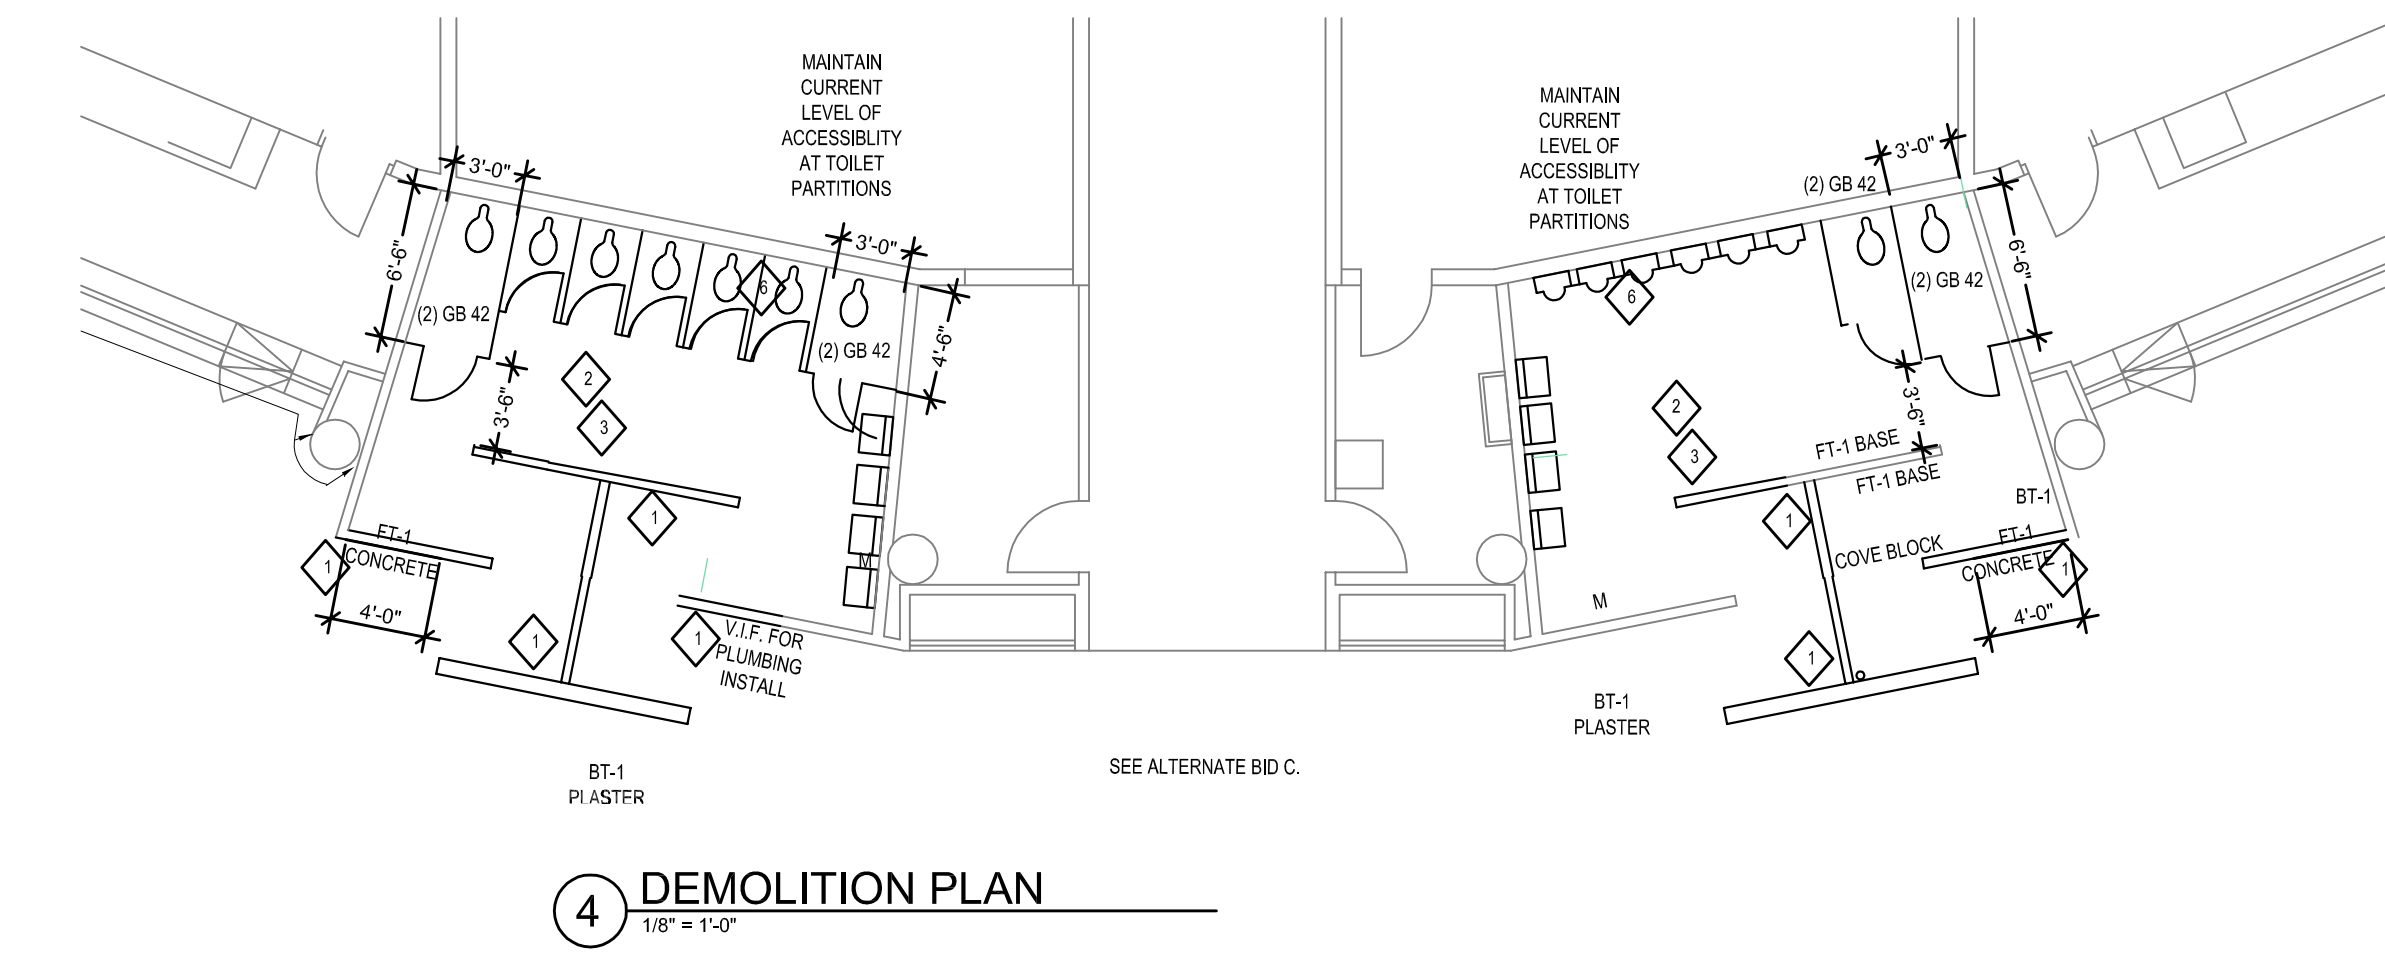 MAINTAIN
CURRENT
LEVEL OF
ACCESSIBLITY
AT TOILET
PARTITIONS
MAINTAIN
CURRENT
LEVEL OF
ACCESSIBLITY
AT TOILET
PARTITIONS
3'-0"
3'-0"
6'-6"
3'-0"
(2) GB 42
6'-6"
(2) GB 42
6
6
(2) GB 42
(2) GB 42
4'-6"
2
3'-6"
3
2
3
3'-6"
FT-1 BASE
FT-1 BASE
BT-1
1
1
FT-1
CONCRETE
1
M
COVE BLOCK
FT-1
CONCRETE
1
4'-0"
4'-0"
M
1
1
V.I.F. FOR
PLUMBING
INSTALL
1
BT-1
PLASTER
BT-1
PLASTER
SEE ALTERNATE BID C.
4
DEMOLITION PLAN
1/8" = 1'-0"